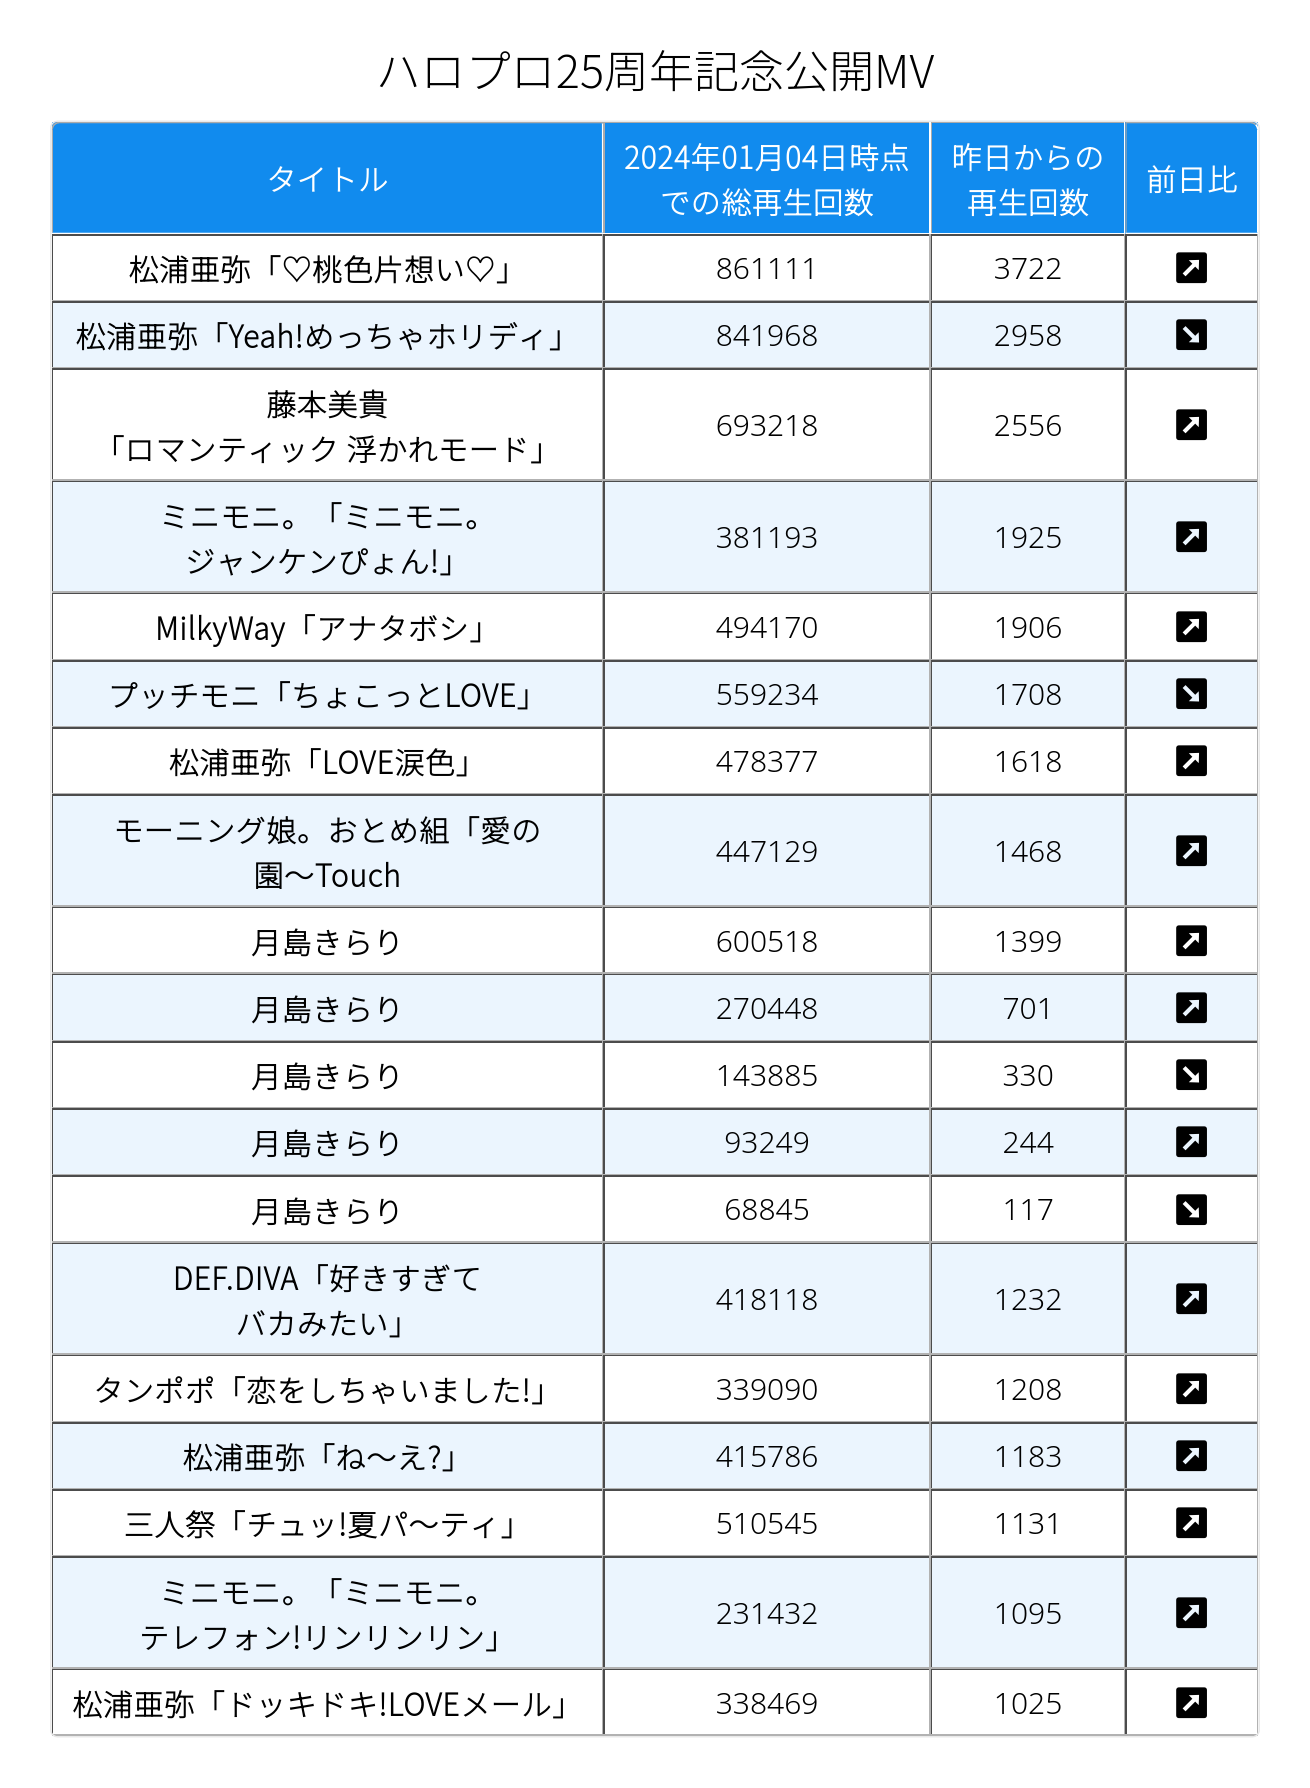 ハロプロ25周年記念公開MV
タイトル
2024年01月04日時点
での総再生回数
昨日からの
再生回数
前日比
松浦亜弥「♡桃色片想い♡」 861111 3722 ↗
松浦亜弥「Yeah!めっちゃホリディ」 841968 2958 ↘
藤本美貴
「ロマンティック 浮かれモード」 693218 2556 ↗
ミニモニ。「ミニモニ。
ジャンケンぴょん!」 381193 1925 ↗
MilkyWay「アナタボシ」 494170 1906 ↗
プッチモニ「ちょこっとLOVE」 559234 1708 ↘
松浦亜弥「LOVE涙色」 478377 1618 ↗
モーニング娘。おとめ組「愛の
園〜Touch 447129 1468 ↗
月島きらり 600518 1399 ↗
月島きらり 270448 701 ↗
月島きらり 143885 330 ↘
月島きらり 93249 244 ↗
月島きらり 68845 117 ↘
DEF.DIVA「好きすぎて
バカみたい」 418118 1232 ↗
タンポポ「恋をしちゃいました!」 339090 1208 ↗
松浦亜弥「ね〜え?」 415786 1183 ↗
三人祭「チュッ!夏パ〜ティ」 510545 1131 ↗
ミニモニ。「ミニモニ。
テレフォン!リンリンリン」 231432 1095 ↗
松浦亜弥「ドッキドキ!LOVEメール」 338469 1025 ↗